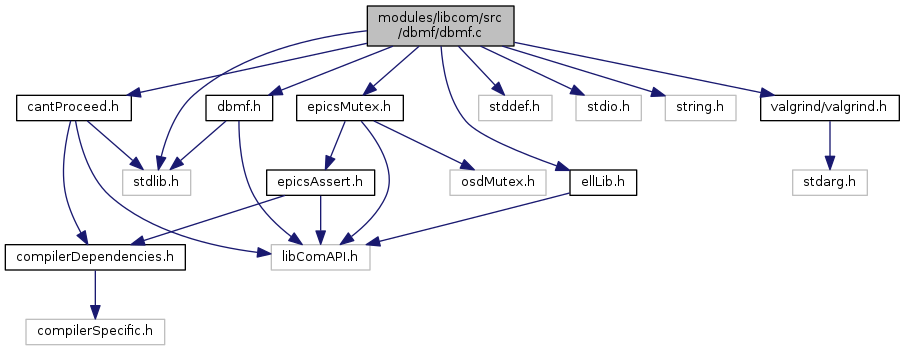 modules/libcom/src
/dbmf/dbmf.c
cantProceed.h
dbmf.h
epicsMutex.h
stddef.h
stdio.h
string.h
valgrind/valgrind.h
stdlib.h
epicsAssert.h
osdMutex.h
ellLib.h
stdarg.h
compilerDependencies.h
libComAPI.h
compilerSpecific.h